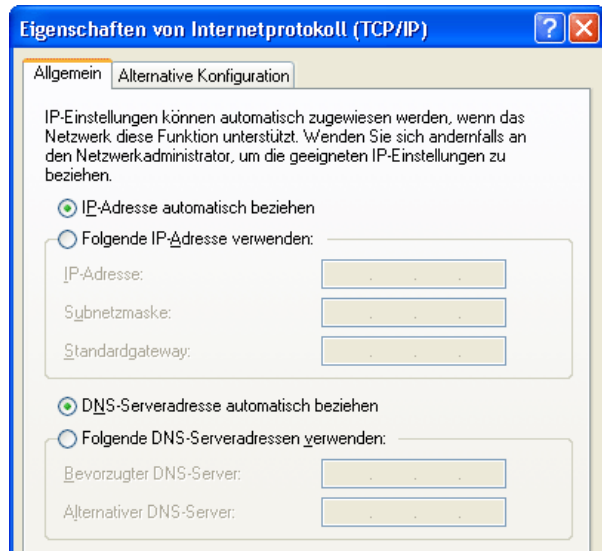 Eigenschaften von Internetprotokoll (TCP/IP)
Allgemein
Alternative Konfiguration
IP-Einstellungen können automatisch zugewiesen werden, wenn das
Netzwerk diese Funktion unterstützt. Wenden Sie sich andernfalls an
den Netzwerkadministrator, um die geeigneten IP-Einstellungen zu
beziehen.
IP-Adresse automatisch beziehen
Folgende IP-Adresse verwenden:
IP-Adresse:
Subnetzmaske:
Standardgateway:
DNS-Serveradresse automatisch beziehen
Folgende DNS-Serveradressen verwenden:
Bevorzugter DNS-Server:
Alternativer DNS-Server: